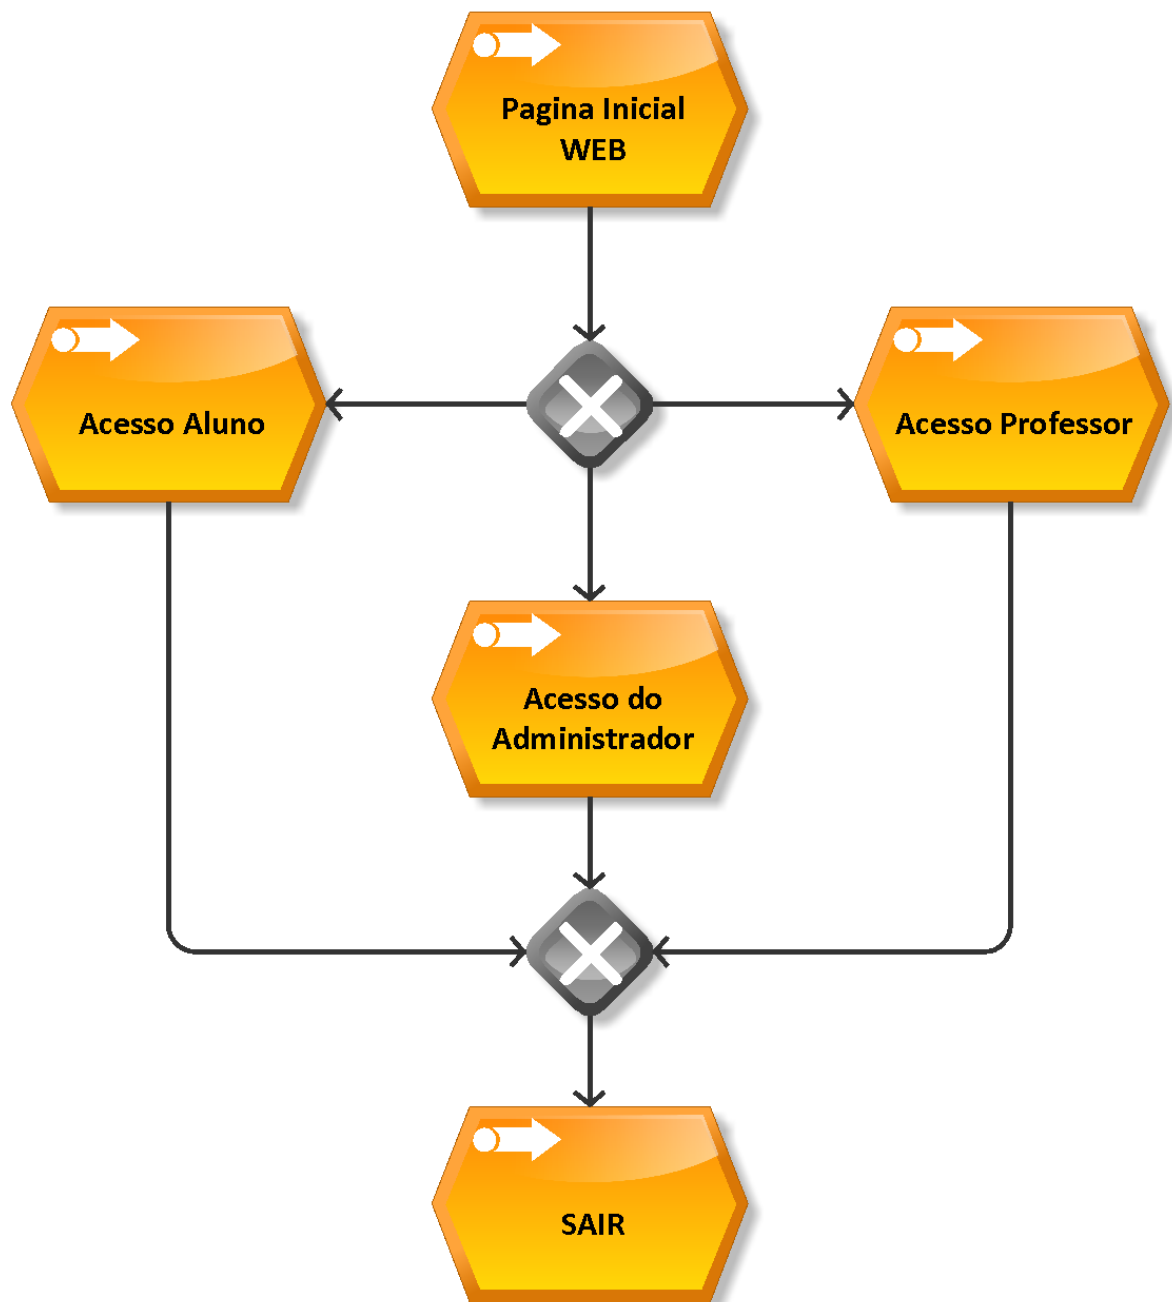 Pagina Inicial
WEB
Acesso Aluno
Acesso Professor
Acesso do
Administrador
SAIR